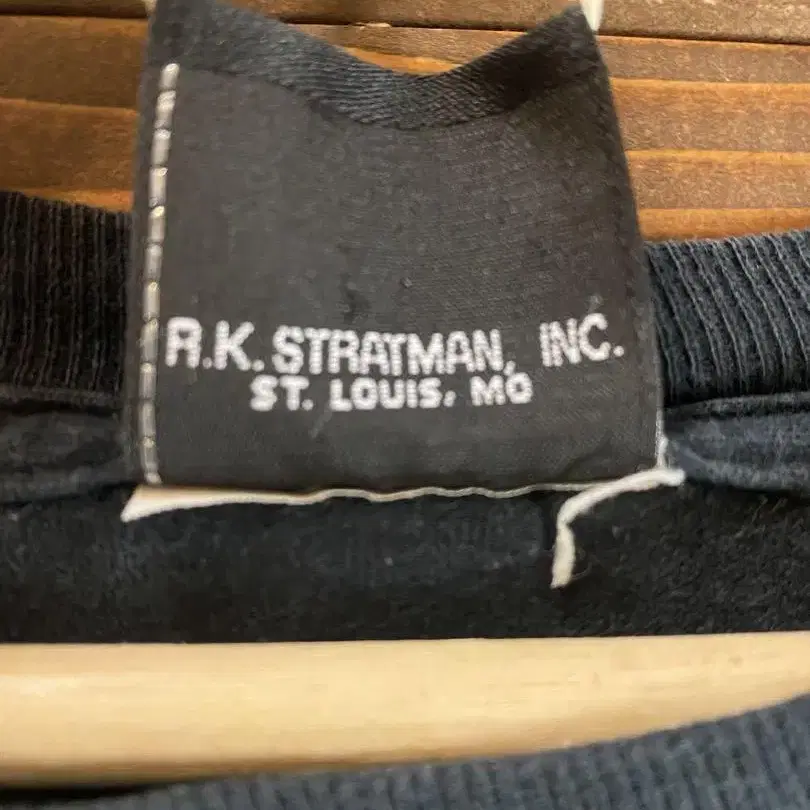 R.K. STRATMAN, INC.
ST. LOUIS, MO